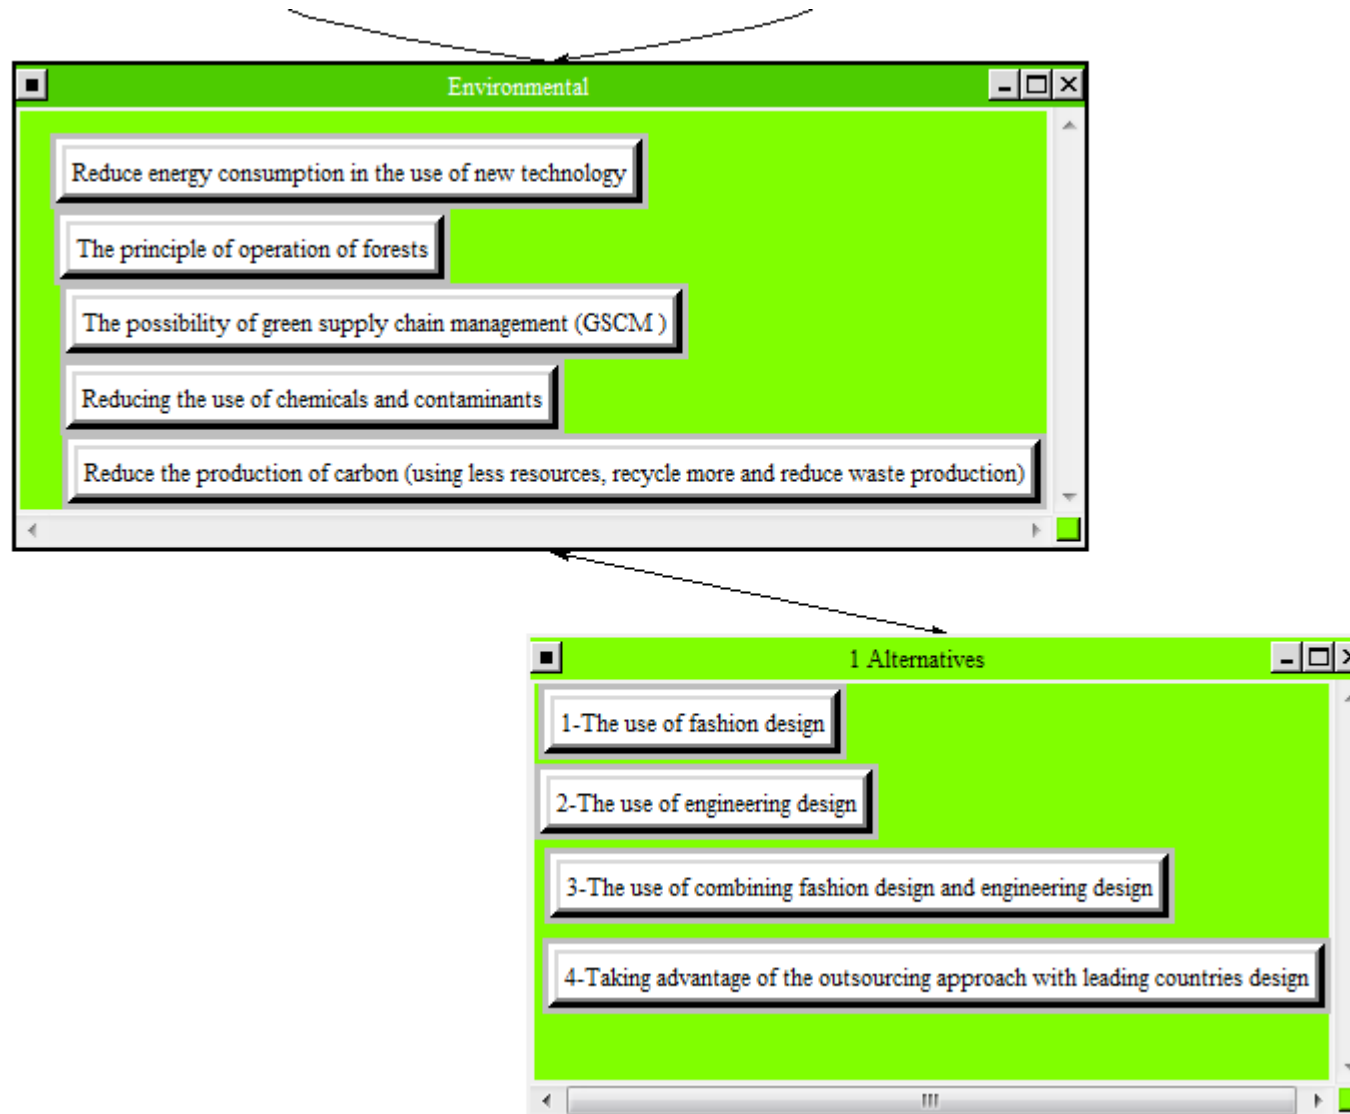 Environmental
Reduce energy consumption in the use of new technology
The principle of operation of forests
The possibility of green supply chain management (GSCM )
Reducing the use of chemicals and contaminants
Reduce the production of carbon (using less resources, recycle more and reduce waste production)
1 Alternatives
1-The use of fashion design
2-The use of engineering design
3-The use of combining fashion design and engineering design
4-Taking advantage of the outsourcing approach with leading countries design